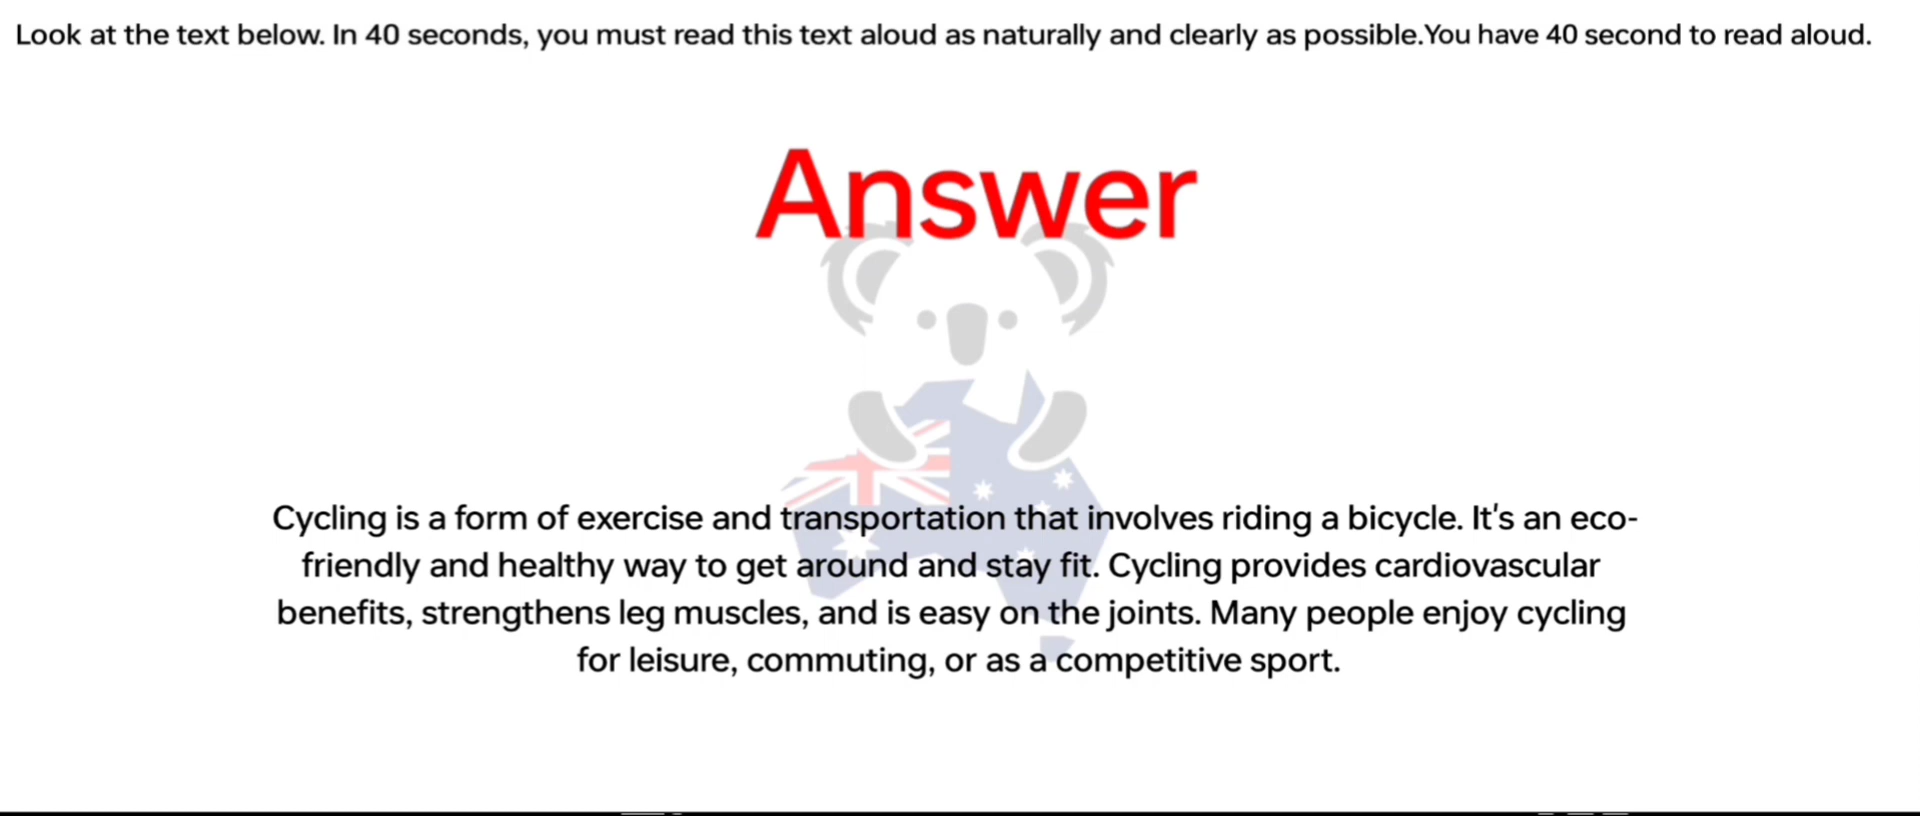 Look at the text below. In 40 seconds, you must read this text aloud as naturally and clearly as possible.You have 40 second to read aloud.
Answer
Cycling is a form of exercise and transportation that involves riding a bicycle. It's an eco-
friendly and healthy way to get around and stay fit. Cycling provides cardiovascular
benefits, strengthens leg muscles, and is easy on the joints. Many people enjoy cycling
for leisure, commuting, or as a competitive sport.